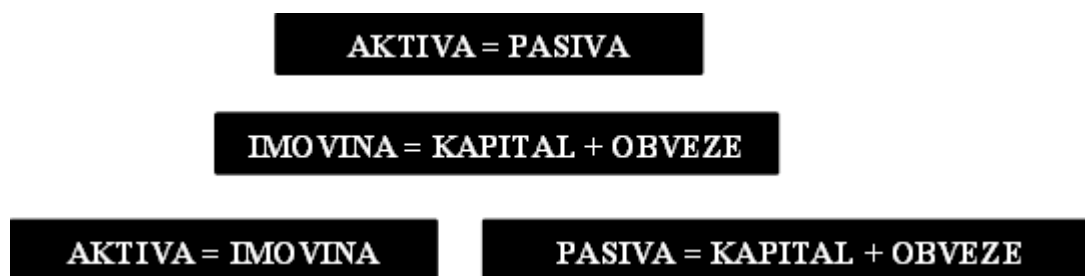 AKTIVA = PASIVA
IMOVINA = KAPITAL + OBVEZE
AKTIVA = IMOVINA
PASIVA = KAPITAL + OBVEZE